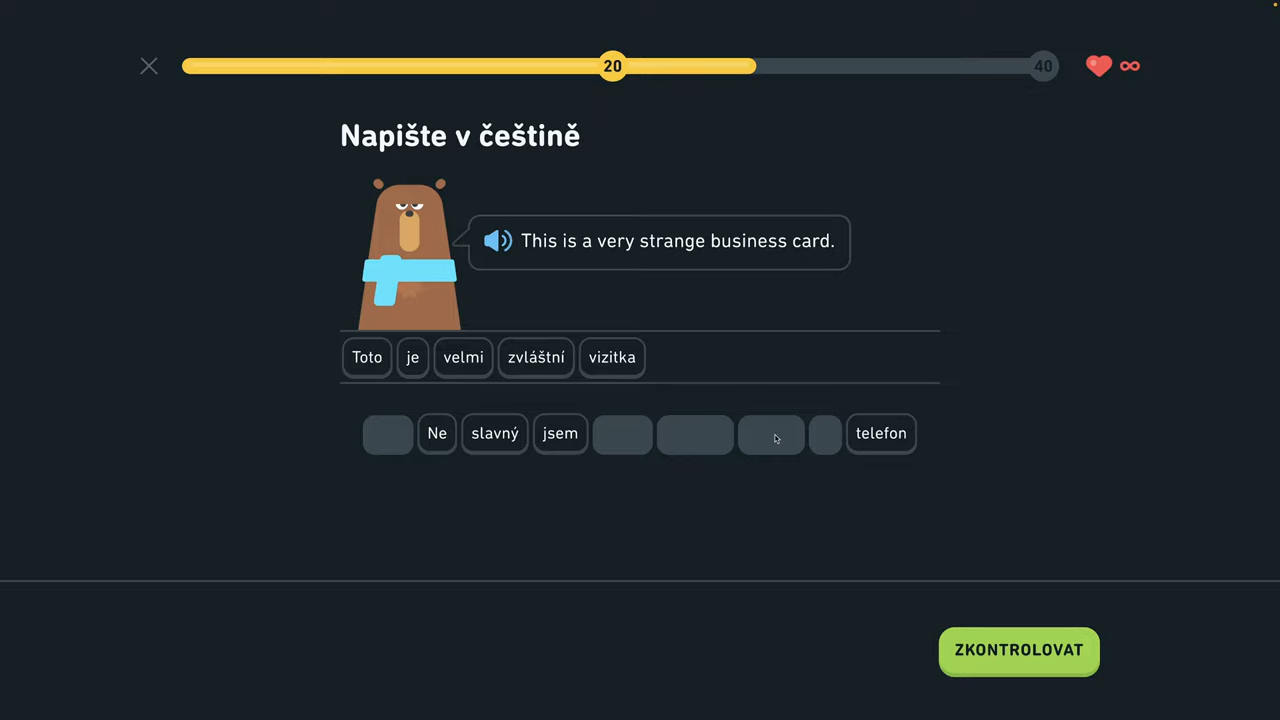 20 40 ∞
Napište v češtině
This is a very strange business card.
Toto je velmi zvláštní vizitka
Ne slavný jsem telefon
ZKONTROLOVAT